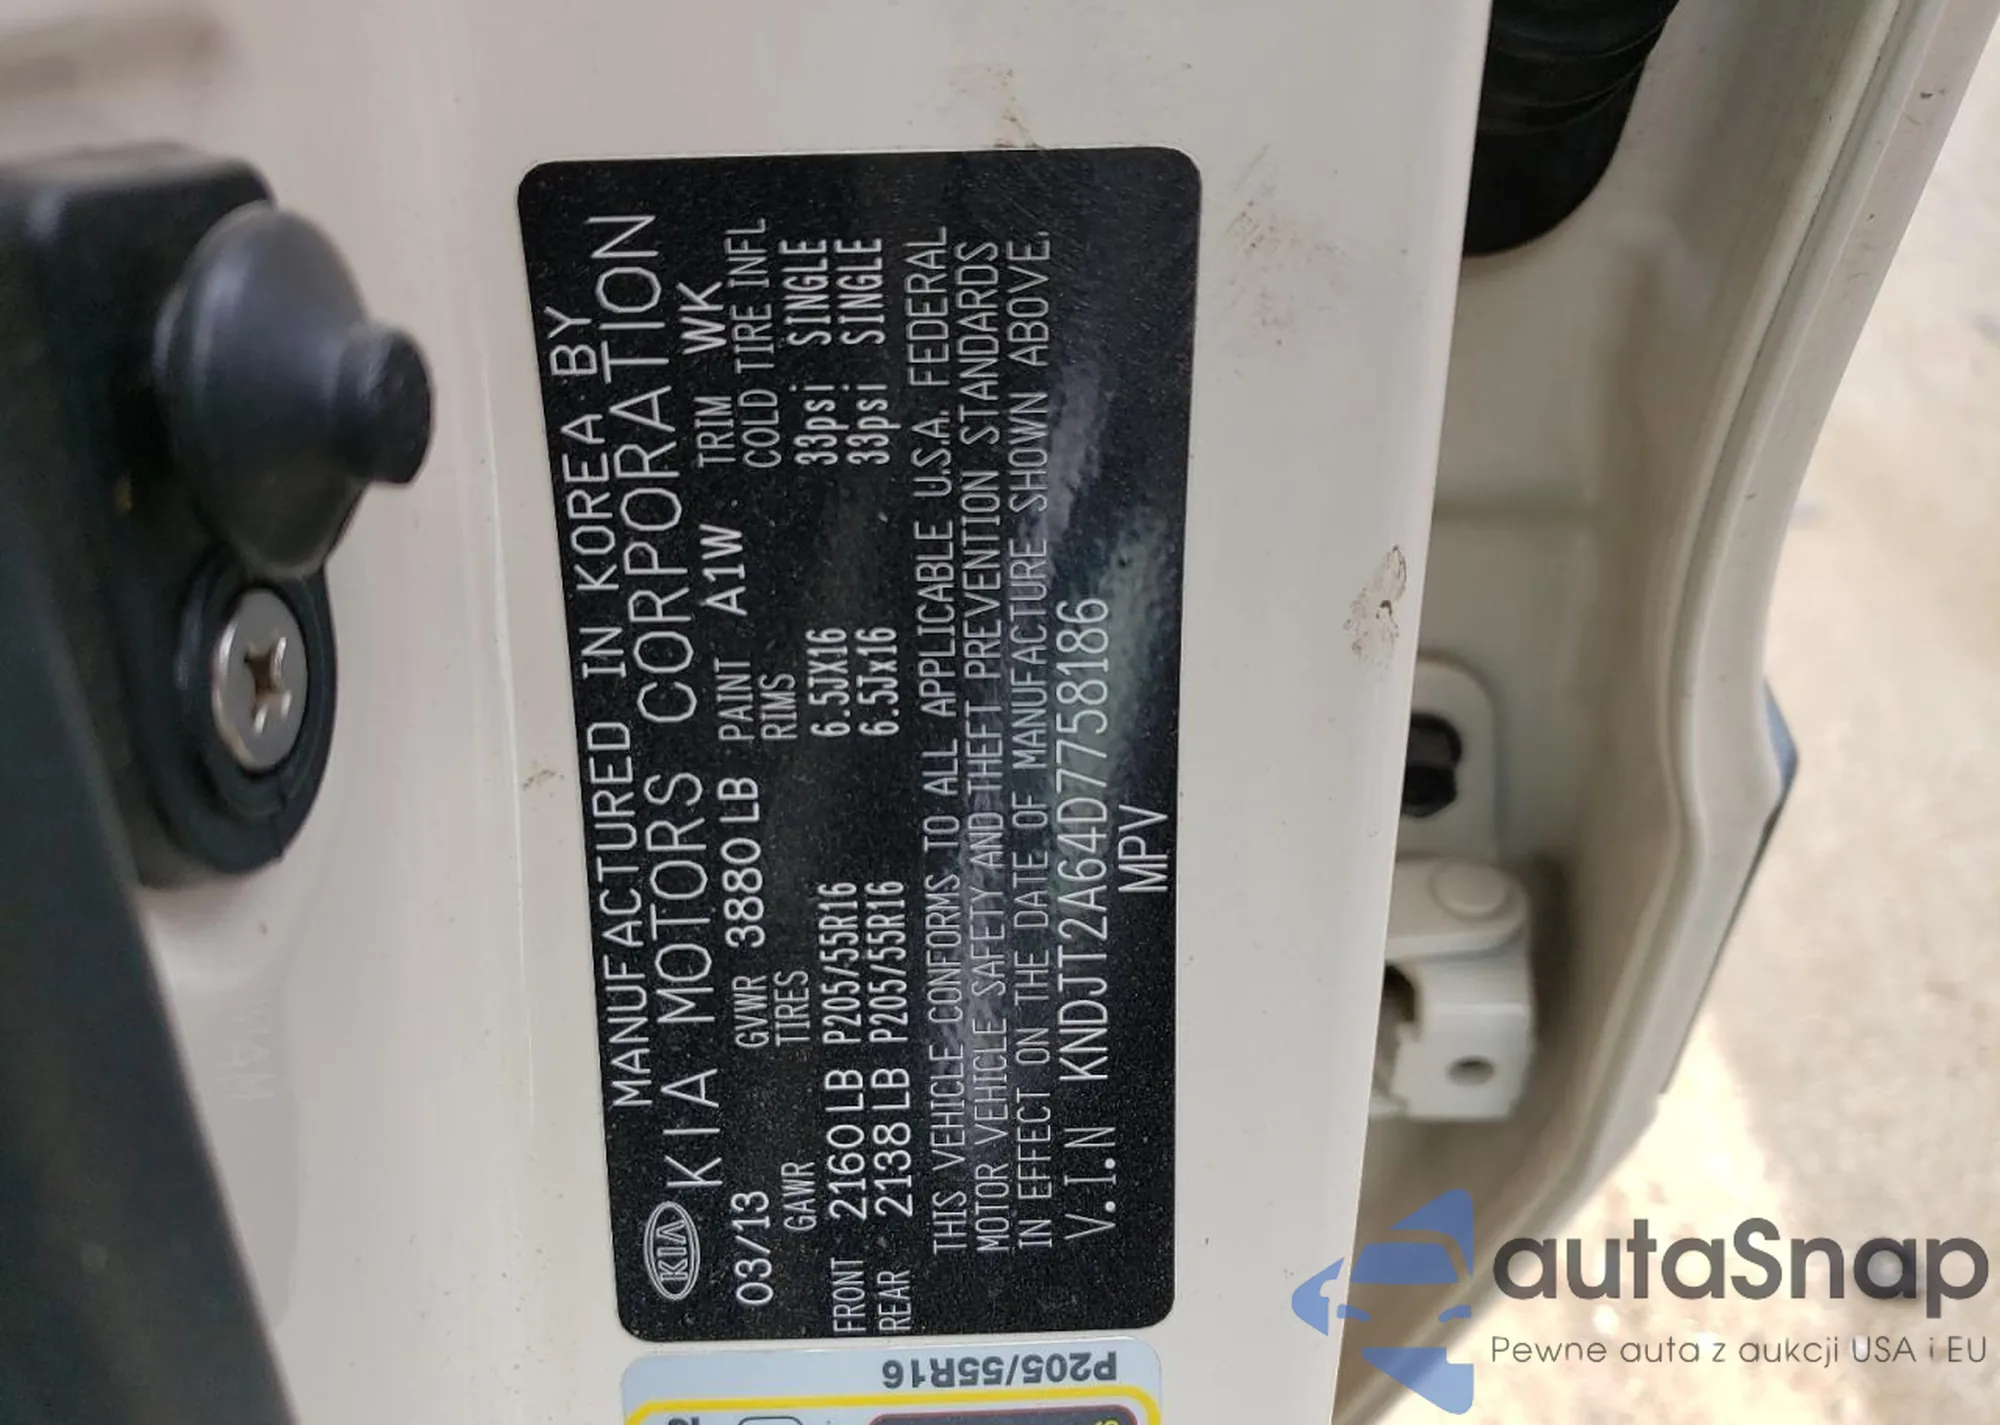 MANUFACTURED IN KOREA BY
KIA KIA MOTORS CORPORATION
03/13 GVWR 3880 LB PAINT A1W TRIM WK
GAWR TIRES RIMS COLD TIRE INFL
FRONT 2160 LB P205/55R16 6.5JX16 33psi SINGLE
REAR 2138 LB P205/55R16 6.5Jx16 33psi SINGLE
THIS VEHICLE CONFORMS TO ALL APPLICABLE U.S.A. FEDERAL
MOTOR VEHICLE SAFETY AND THEFT PREVENTION STANDARDS
IN EFFECT ON THE DATE OF MANUFACTURE SHOWN ABOVE.
V.I.N KNDJT2A64D7758186
MPV
P205/55R16
autaSnap
Pewne auta z aukcji USA i EU